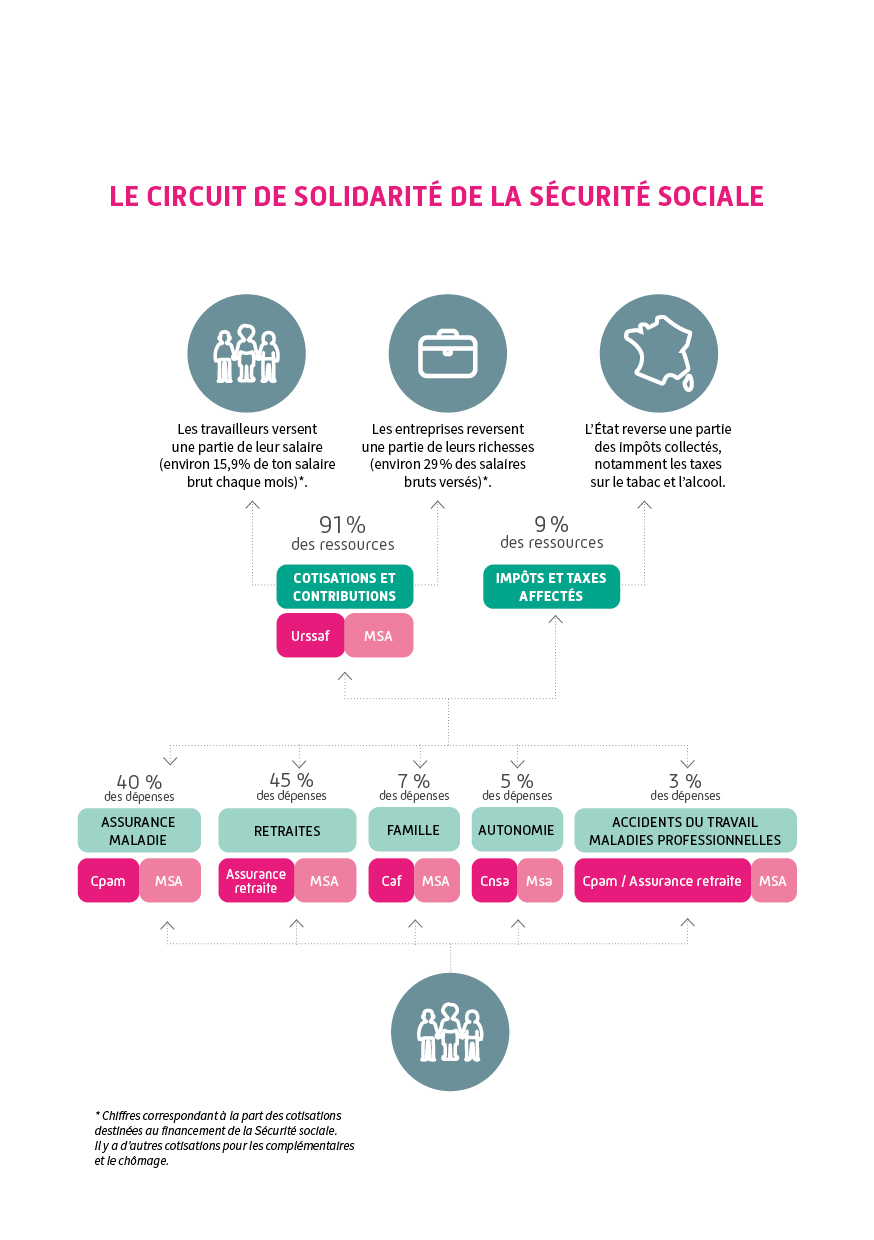 LE CIRCUIT DE SOLIDARITÉ DE LA SÉCURITÉ SOCIALE
Les travailleurs versent
une partie de leur salaire
(environ 15,9% de ton salaire
brut chaque mois)*.
Les entreprises reversent
une partie de leurs richesses
(environ 29 % des salaires
bruts versés)*.
L'État reverse une partie
des impôts collectés,
notamment les taxes
sur le tabac et l'alcool.
91 %
des ressources
COTISATIONS ET
CONTRIBUTIONS
Urssaf
MSA
9 %
des ressources
IMPÔTS ET TAXES
AFFECTÉS
40 %
des dépenses
ASSURANCE
MALADIE
Cpam
MSA
45 %
des dépenses
RETRAITES
Assurance
retraite
MSA
7 %
des dépenses
FAMILLE
Caf
MSA
5 %
des dépenses
AUTONOMIE
Cnsa
Msa
3 %
des dépenses
ACCIDENTS DU TRAVAIL
MALADIES PROFESSIONNELLES
Cpam / Assurance retraite
MSA
* Chiffres correspondant à la part des cotisations
destinées au financement de la Sécurité sociale.
Il y a d'autres cotisations pour les complémentaires
et le chômage.